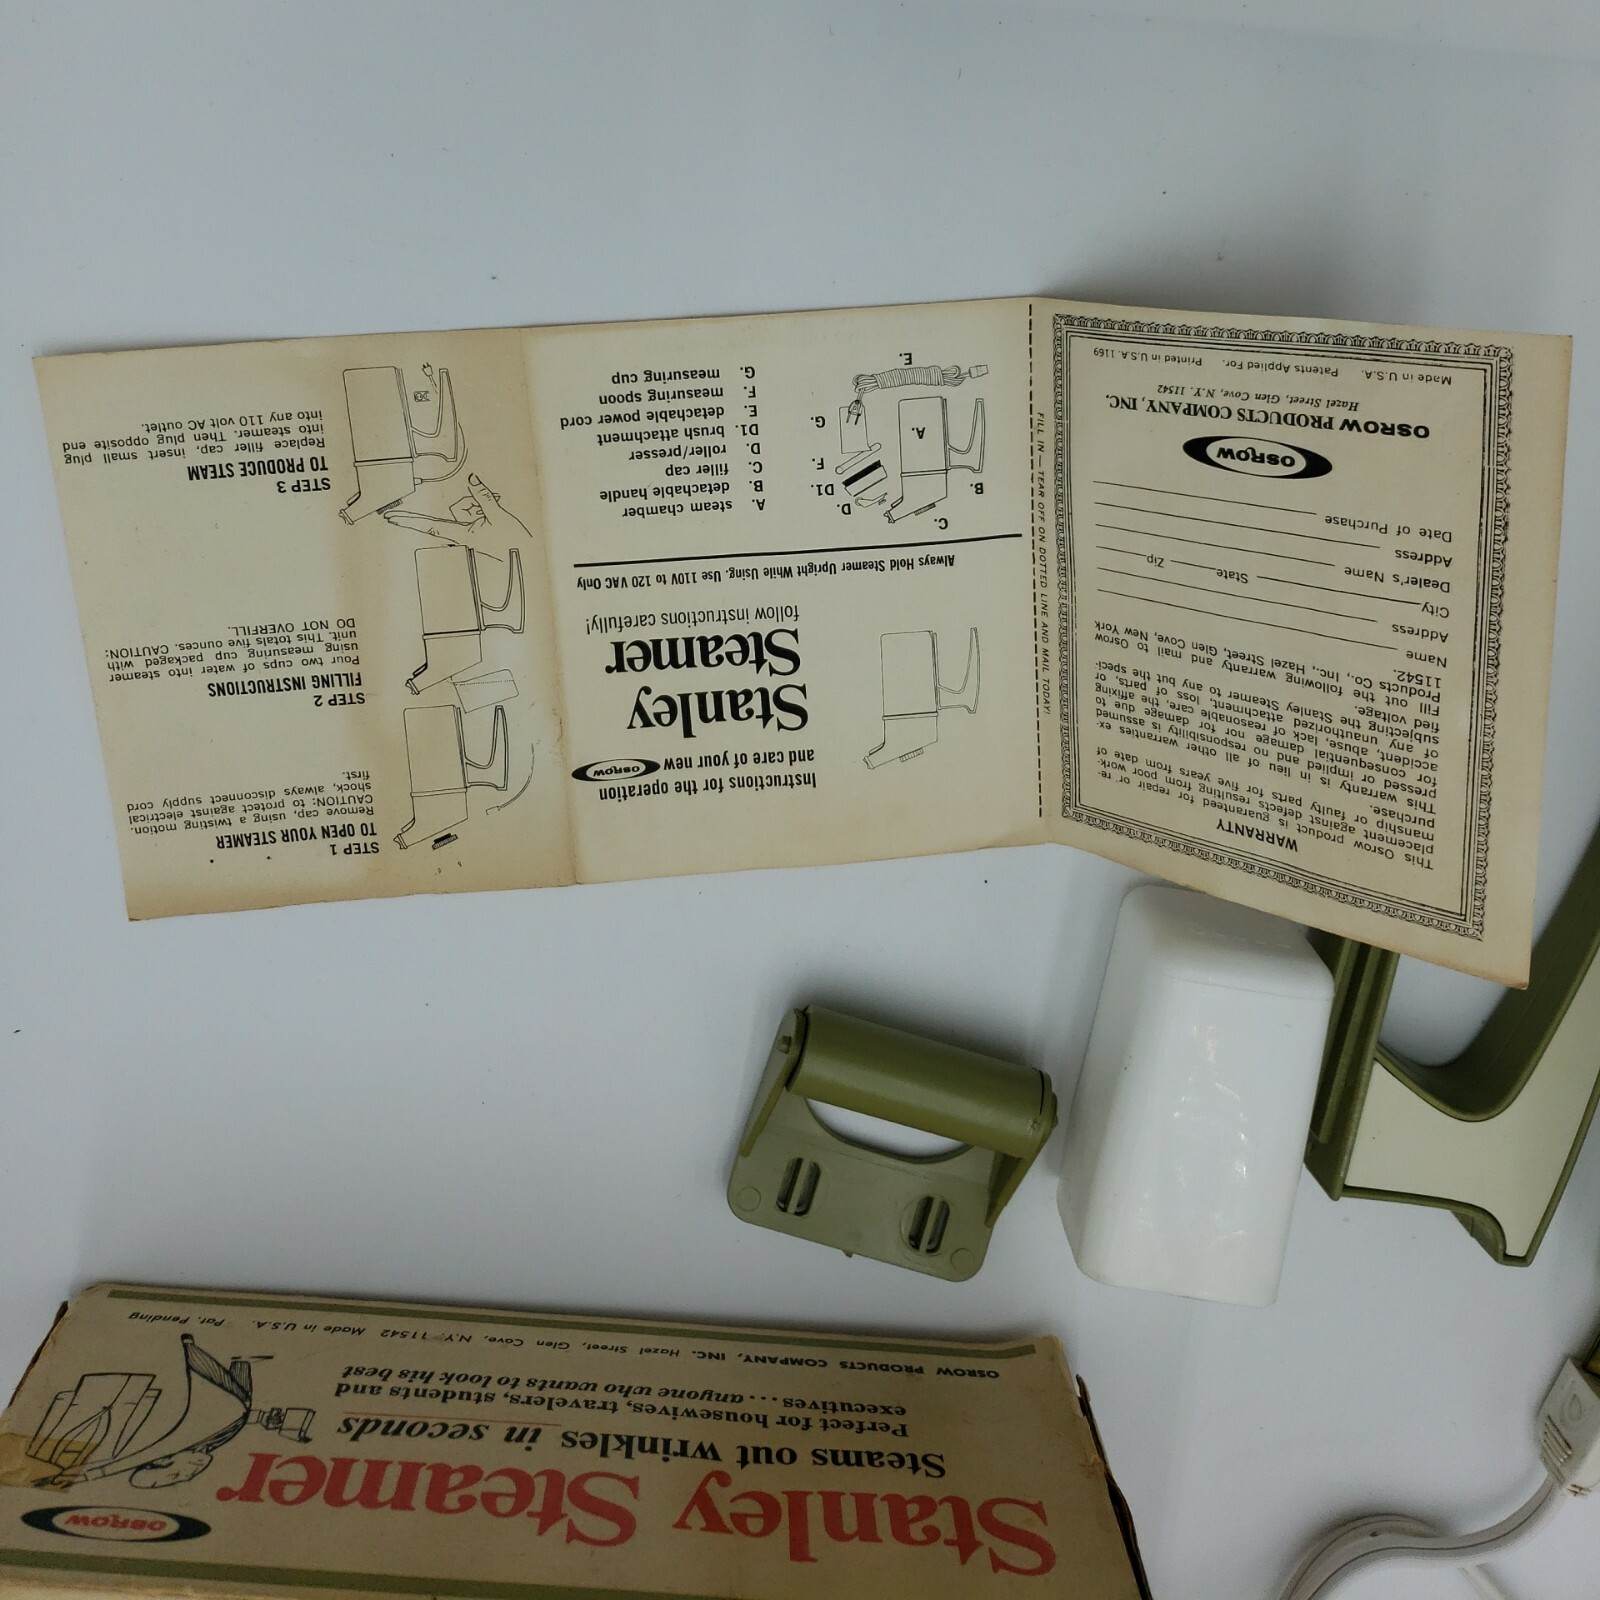 STEP 1
TO OPEN YOUR STEAMER
Remove cap, using a twisting motion.
CAUTION: to protect against electrical
shock, always disconnect supply cord
first.
STEP 2
FILLING INSTRUCTIONS
Pour two cups of water into steamer
using measuring cup packaged with
unit. This totals five ounces. CAUTION:
DO NOT OVERFILL.
STEP 3
TO PRODUCE STEAM
Replace filler cap, insert small plug
into steamer. Then plug opposite end
into any 110 volt AC outlet.
Instructions for the operation
and care of your new OSROW
Stanley
Steamer
follow instructions carefully!
Always Hold Steamer Upright While Using. Use 110V to 120 VAC Only
A. steam chamber
B. detachable handle
C. filler cap
D. roller/presser
D1. brush attachment
E. detachable power cord
F. measuring spoon
G. measuring cup
C.
D.
B.
D1.
A.
F.
G.
E.
FILL IN—TEAR OFF ON DOTTED LINE AND MAIL TODAY!
WARRANTY
This Osrow product is guaranteed for repair or re-
placement against defects resulting from poor work-
manship or faulty parts for five years from date of
purchase.
This warranty is in lieu of all other warranties ex-
pressed or implied and no responsibility is assumed
for consequential damage nor for damage due to
accident, abuse, lack of reasonable care, the affixing
of any unauthorized attachment, loss of parts, or
subjecting the Stanley Steamer to any but the speci-
fied voltage.
Fill out the following warranty and mail to Osrow
Products Co., Inc., Hazel Street, Glen Cove, New York
11542.
Name
Address
City State Zip
Dealer's Name
Address
Date of Purchase
OSROW
OSROW PRODUCTS COMPANY, INC.
Hazel Street, Glen Cove, N.Y. 11542
Made in U.S.A. Patents Applied For. Printed in U.S.A. 1169
OSROW
Stanley Steamer
Steams out wrinkles in seconds
Perfect for housewives, travelers, students and
executives....anyone who wants to look his best
OSROW PRODUCTS COMPANY, INC. Hazel Street, Glen Cove, N.Y. 11542 Made in U.S.A. Pat. Pending